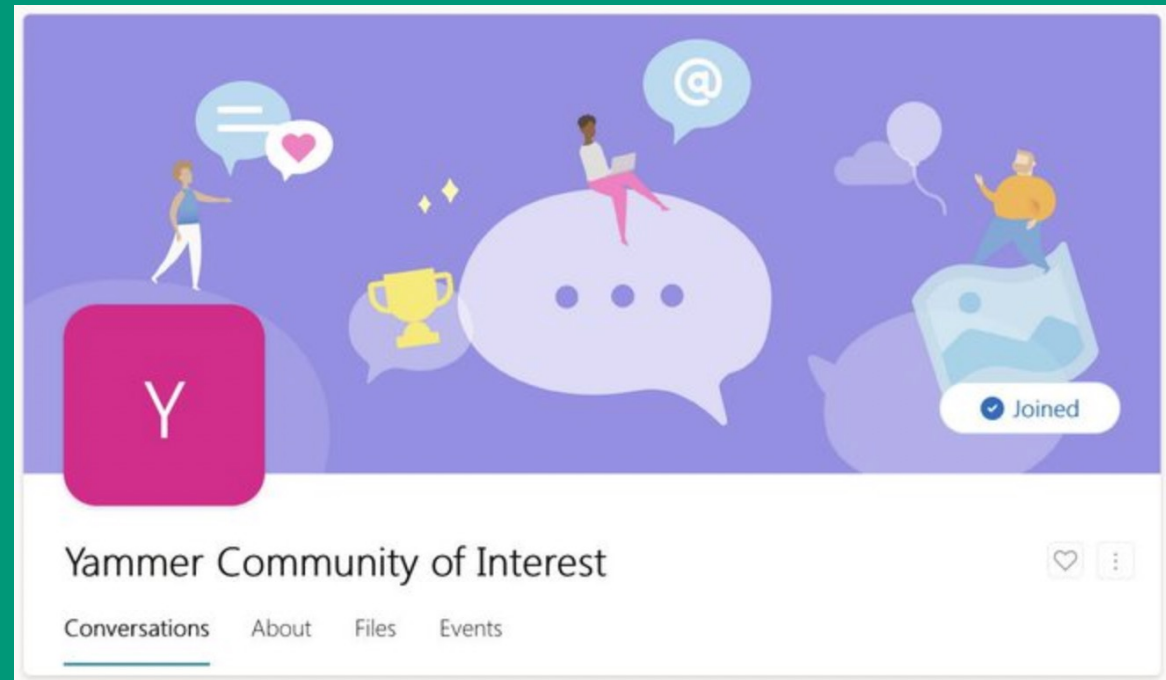 @
Y
Joined
Yammer Community of Interest
Conversations About Files Events